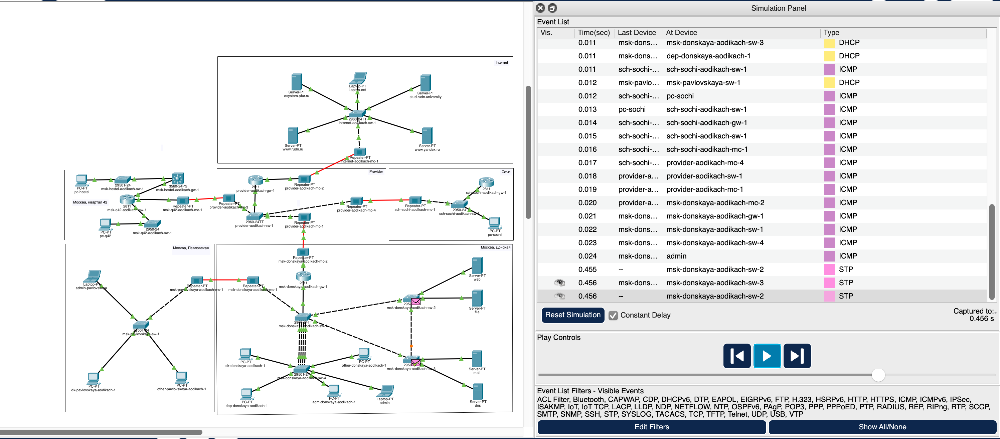 Internet
Server-PT
esystem.pfur.ru
Laptop-PT
Laptop-ext
Server-PT
stud.rudn.university
2960-24TT
internet-aodikach-sw-1
Server-PT
www.rudn.ru
Server-PT
www.yandex.ru
Repeater-PT
internet-aodikach-mc-1
PC-PT
pc-hostel
2950T-24
msk-hostel-aodikach-sw-1
3560-24PS
msk-hostel-aodikach-gw-1
Москва, квартал 42
2811
msk-q42-aodikach-gw-1
Repeater-PT
msk-q42-aodikach-mc-1
PC-PT
pc-q42
2950-24
msk-q42-aodikach-sw-1
Provider
2811
provider-aodikach-gw-1
Repeater-PT
provider-aodikach-mc-2
Repeater-PT
provider-aodikach-mc-3
Repeater-PT
provider-aodikach-mc-4
2960-24TT
provider-aodikach-sw-1
Repeater-PT
provider-aodikach-mc-1
Сочи
2811
sch-sochi-aodikach-gw-1
Repeater-PT
sch-sochi-aodikach-mc-1
2950-24
sch-sochi-aodikach-sw-1
PC-PT
pc-sochi
Москва, Павловская
Laptop-PT
admin-pavlovskaya
Repeater-PT
msk-pavlovskaya-aodikach-mc-1
2950T-24
msk-pavlovskaya-sw-1
PC-PT
dk-pavlovskaya-aodikach-1
PC-PT
other-pavlovskaya-aodikach-1
Москва, Донская
Repeater-PT
msk-donskaya-aodikach-mc-2
2811
msk-donskaya-aodikach-gw-1
Repeater-PT
msk-donskaya-aodikach-mc-1
Server-PT
web
msk-donskaya-aodikach-sw-2
Server-PT
file
2960-24TT
msk-donskaya-aodikach-sw-1
PC-PT
dk-donskaya-aodikach-1
PC-PT
other-donskaya-aodikach-1
msk-donskaya-aodikach-sw-3
Server-PT
mail
2950T-24
msk-donskaya-aodikach-sw-4
PC-PT
dep-donskaya-aodikach-1
PC-PT
adm-donskaya-aodikach-1
Laptop-PT
admin
Server-PT
dns
Simulation Panel
Event List
Vis. Time(sec) Last Device At Device Type
0.011 msk-dons... msk-donskaya-aodikach-sw-3 DHCP
0.011 msk-dons... dep-donskaya-aodikach-1 DHCP
0.011 sch-sochi-... sch-sochi-aodikach-sw-1 ICMP
0.012 msk-pavlo... msk-pavlovskaya-sw-1 DHCP
0.012 sch-sochi-... pc-sochi ICMP
0.013 pc-sochi sch-sochi-aodikach-sw-1 ICMP
0.014 sch-sochi-... sch-sochi-aodikach-gw-1 ICMP
0.015 sch-sochi-... sch-sochi-aodikach-sw-1 ICMP
0.016 sch-sochi-... sch-sochi-aodikach-mc-1 ICMP
0.017 sch-sochi-... provider-aodikach-mc-4 ICMP
0.018 provider-a... provider-aodikach-sw-1 ICMP
0.019 provider-a... provider-aodikach-mc-1 ICMP
0.020 provider-a... msk-donskaya-aodikach-mc-2 ICMP
0.021 msk-dons... msk-donskaya-aodikach-gw-1 ICMP
0.022 msk-dons... msk-donskaya-aodikach-sw-1 ICMP
0.023 msk-dons... msk-donskaya-aodikach-sw-4 ICMP
0.024 msk-dons... admin ICMP
0.455 -- msk-donskaya-aodikach-sw-2 STP
0.456 msk-dons... msk-donskaya-aodikach-sw-3 STP
0.456 -- msk-donskaya-aodikach-sw-2 STP
Reset Simulation
Constant Delay
Captured to:*
0.456 s
Play Controls
Event List Filters - Visible Events
ACL Filter, Bluetooth, CAPWAP, CDP, DHCPv6, DTP, EAPOL, EIGRPv6, FTP, H.323, HSRPv6, HTTP, HTTPS, ICMP, ICMPv6, IPSec,
ISAKMP, IoT, IoT TCP, LACP, LLDP, NDP, NETFLOW, NTP, OSPFv6, PAgP, POP3, PPP, PPPoED, PTP, RADIUS, REP, RIPng, RTP, SCCP,
SMTP, SNMP, SSH, STP, SYSLOG, TACACS, TCP, TFTP, Telnet, UDP, USB, VTP
Edit Filters
Show All/None